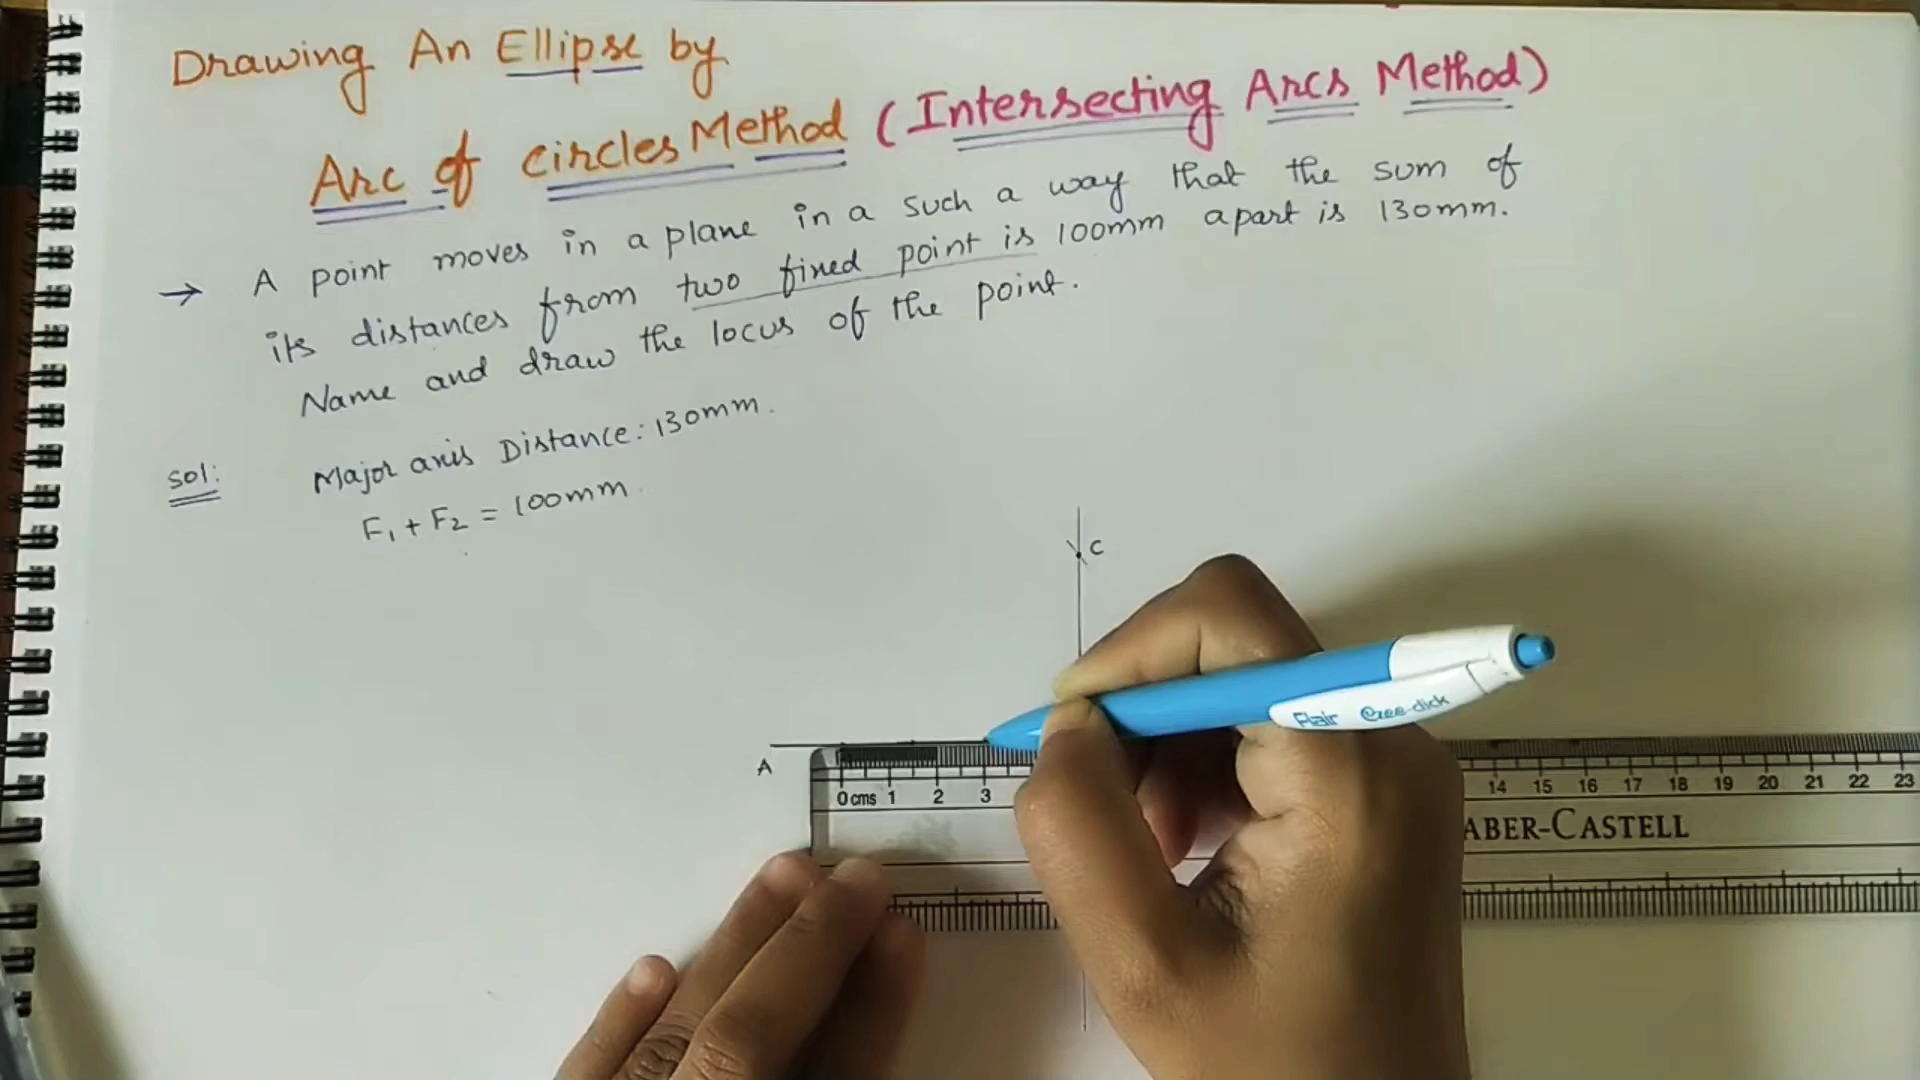 Drawing An Ellipse by
Arc of circles Method (Intersecting Arcs Method)
→ A point moves in a plane in a such a way that the sum of
its distances from two fixed point is 100mm apart is 130mm.
Name and draw the locus of the point.
Sol: Major axis Distance: 130mm.
F₁ + F₂ = 100mm.
C
A
0 cms 1 2 3 14 15 16 17 18 19 20 21 22 23
ABER-CASTELL
Flair